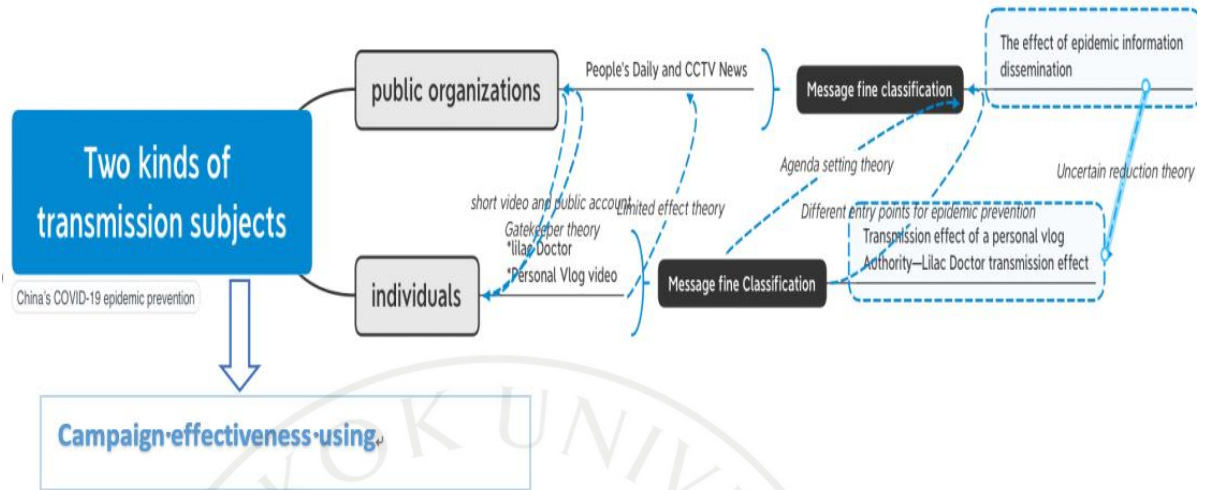 Two kinds of
transmission subjects
China's COVID-19 epidemic prevention
public organizations
People's Daily and CCTV News
Message fine classification
The effect of epidemic information
dissemination
Agenda setting theory
Uncertain reduction theory
short video and public account
Limited effect theory
Different entry points for epidemic prevention
Gatekeeper theory
*lilac Doctor
*Personal Vlog video
individuals
Message fine Classification
Transmission effect of a personal vlog
Authority—Lilac Doctor transmission effect
Campaign·effectiveness·using↵
KOK UNIV